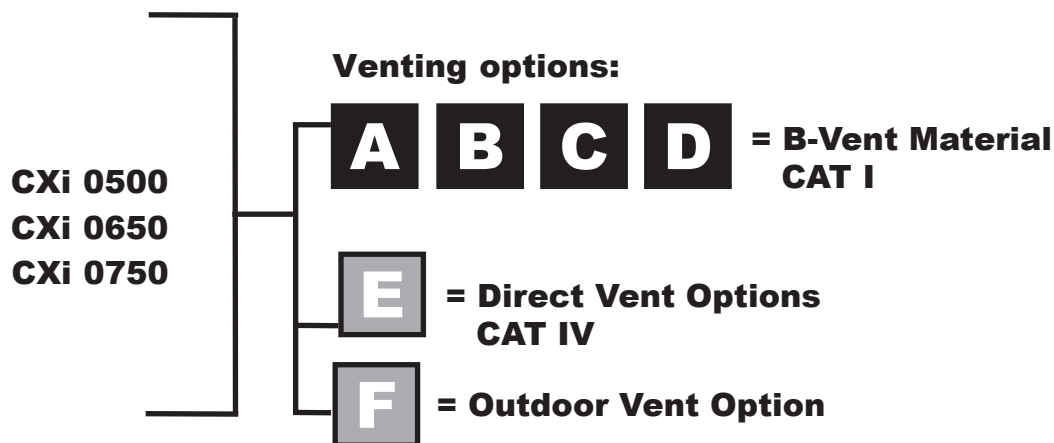 Venting options:
A B C D = B-Vent Material
CAT I
CXi 0500
CXi 0650
CXi 0750
E = Direct Vent Options
CAT IV
F = Outdoor Vent Option